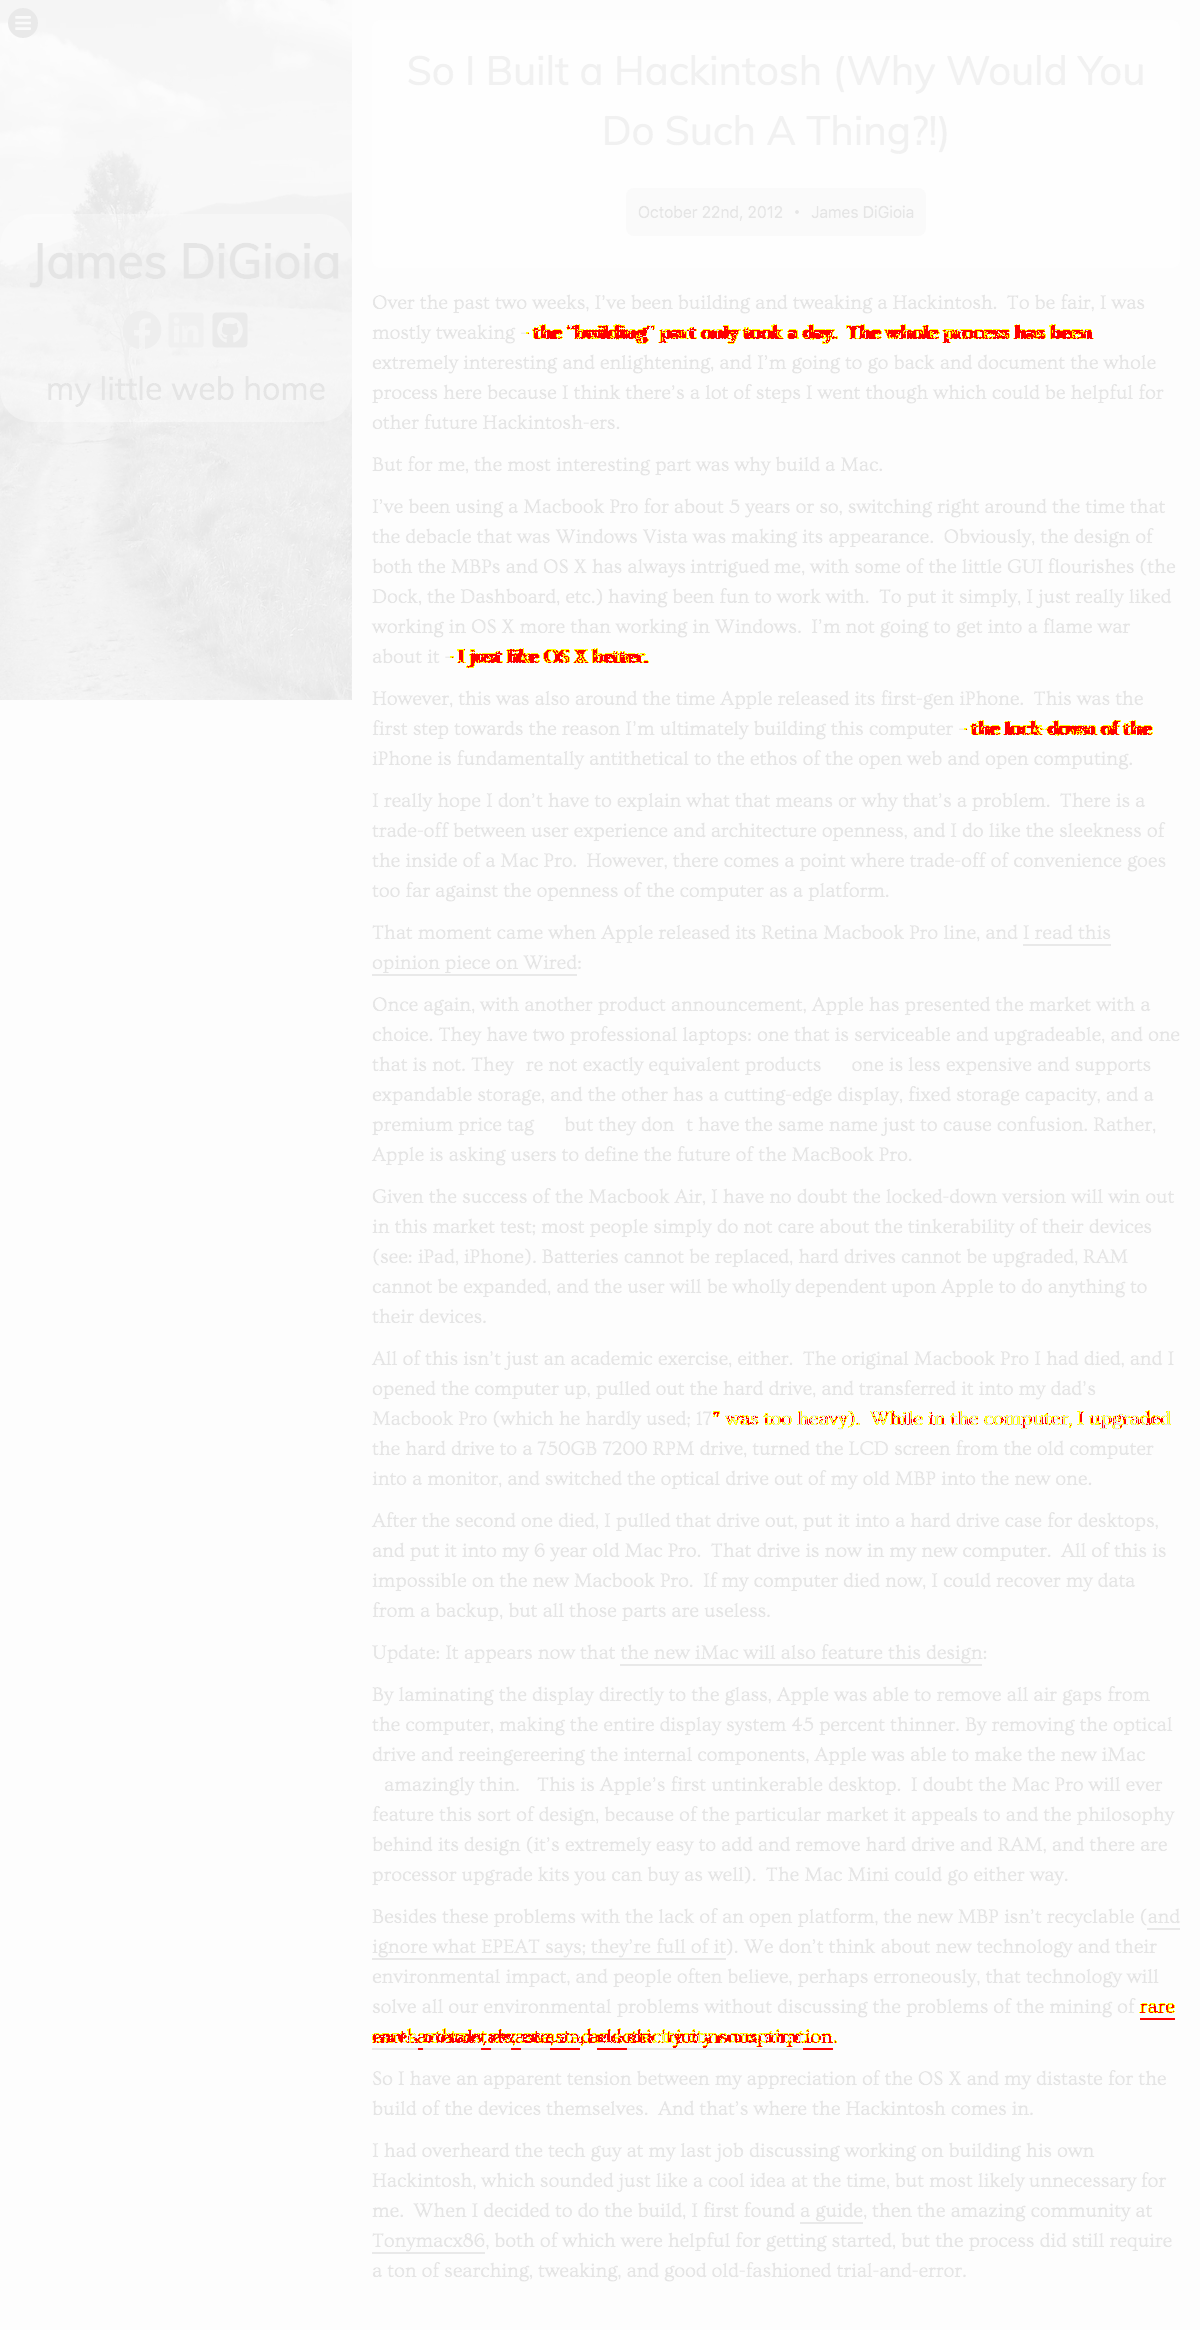 James DiGioia
my little web home
So I Built a Hackintosh (Why Would You
Do Such A Thing?!)
October 22nd, 2012 • James DiGioia
Over the past two weeks, I've been building and tweaking a Hackintosh. To be fair, I was
mostly tweaking - the "building" part only took a day. The whole process has been
extremely interesting and enlightening, and I'm going to go back and document the whole
process here because I think there's a lot of steps I went though which could be helpful for
other future Hackintosh-ers.
But for me, the most interesting part was why build a Mac.
I've been using a Macbook Pro for about 5 years or so, switching right around the time that
the debacle that was Windows Vista was making its appearance. Obviously, the design of
both the MBPs and OS X has always intrigued me, with some of the little GUI flourishes (the
Dock, the Dashboard, etc.) having been fun to work with. To put it simply, I just really liked
working in OS X more than working in Windows. I'm not going to get into a flame war
about it - I just like OS X better.
However, this was also around the time Apple released its first-gen iPhone. This was the
first step towards the reason I'm ultimately building this computer - the lock down of the
iPhone is fundamentally antithetical to the ethos of the open web and open computing.
I really hope I don't have to explain what that means or why that's a problem. There is a
trade-off between user experience and architecture openness, and I do like the sleekness of
the inside of a Mac Pro. However, there comes a point where trade-off of convenience goes
too far against the openness of the computer as a platform.
That moment came when Apple released its Retina Macbook Pro line, and I read this
opinion piece on Wired:
Once again, with another product announcement, Apple has presented the market with a
choice. They have two professional laptops: one that is serviceable and upgradeable, and one
that is not. They re not exactly equivalent products one is less expensive and supports
expandable storage, and the other has a cutting-edge display, fixed storage capacity, and a
premium price tag but they don t have the same name just to cause confusion. Rather,
Apple is asking users to define the future of the MacBook Pro.
Given the success of the Macbook Air, I have no doubt the locked-down version will win out
in this market test; most people simply do not care about the tinkerability of their devices
(see: iPad, iPhone). Batteries cannot be replaced, hard drives cannot be upgraded, RAM
cannot be expanded, and the user will be wholly dependent upon Apple to do anything to
their devices.
All of this isn't just an academic exercise, either. The original Macbook Pro I had died, and I
opened the computer up, pulled out the hard drive, and transferred it into my dad's
Macbook Pro (which he hardly used; 17" was too heavy). While in the computer, I upgraded
the hard drive to a 750GB 7200 RPM drive, turned the LCD screen from the old computer
into a monitor, and switched the optical drive out of my old MBP into the new one.
After the second one died, I pulled that drive out, put it into a hard drive case for desktops,
and put it into my 6 year old Mac Pro. That drive is now in my new computer. All of this is
impossible on the new Macbook Pro. If my computer died now, I could recover my data
from a backup, but all those parts are useless.
Update: It appears now that the new iMac will also feature this design:
By laminating the display directly to the glass, Apple was able to remove all air gaps from
the computer, making the entire display system 45 percent thinner. By removing the optical
drive and reeingereering the internal components, Apple was able to make the new iMac
amazingly thin. This is Apple's first untinkerable desktop. I doubt the Mac Pro will ever
feature this sort of design, because of the particular market it appeals to and the philosophy
behind its design (it's extremely easy to add and remove hard drive and RAM, and there are
processor upgrade kits you can buy as well). The Mac Mini could go either way.
Besides these problems with the lack of an open platform, the new MBP isn't recyclable (and
ignore what EPEAT says; they're full of it). We don't think about new technology and their
environmental impact, and people often believe, perhaps erroneously, that technology will
solve all our environmental problems without discussing the problems of the mining of rare
So I have an apparent tension between my appreciation of the OS X and my distaste for the
build of the devices themselves. And that's where the Hackintosh comes in.
I had overheard the tech guy at my last job discussing working on building his own
Hackintosh, which sounded just like a cool idea at the time, but most likely unnecessary for
me. When I decided to do the build, I first found a guide, then the amazing community at
Tonymacx86, both of which were helpful for getting started, but the process did still require
a ton of searching, tweaking, and good old-fashioned trial-and-error.